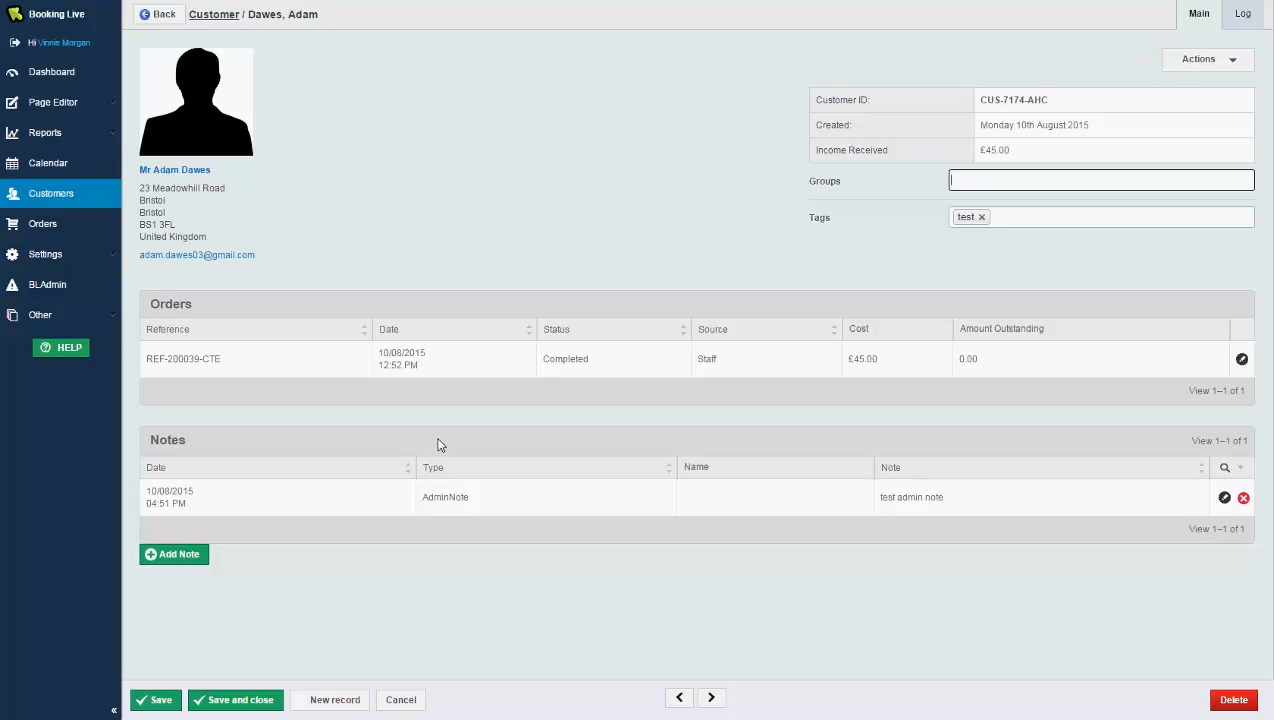 Booking Live
Hi Vinnie Morgan
Dashboard
Page Editor
Reports
Calendar
Customers
Orders
Settings
BLAdmin
Other
HELP
«
Back
Customer / Dawes, Adam
Main
Log
Actions
Mr Adam Dawes
23 Meadowhill Road
Bristol
Bristol
BS1 3FL
United Kingdom
adam.dawes03@gmail.com
Customer ID: CUS-7174-AHC
Created: Monday 10th August 2015
Income Received £45.00
Groups
Tags test
Orders
Reference Date Status Source Cost Amount Outstanding
REF-200039-CTE 10/08/2015 12:52 PM Completed Staff £45.00 0.00
View 1–1 of 1
Notes View 1–1 of 1
Date Type Name Note
10/08/2015 04:51 PM AdminNote test admin note
View 1–1 of 1
Add Note
Save Save and close New record Cancel Delete